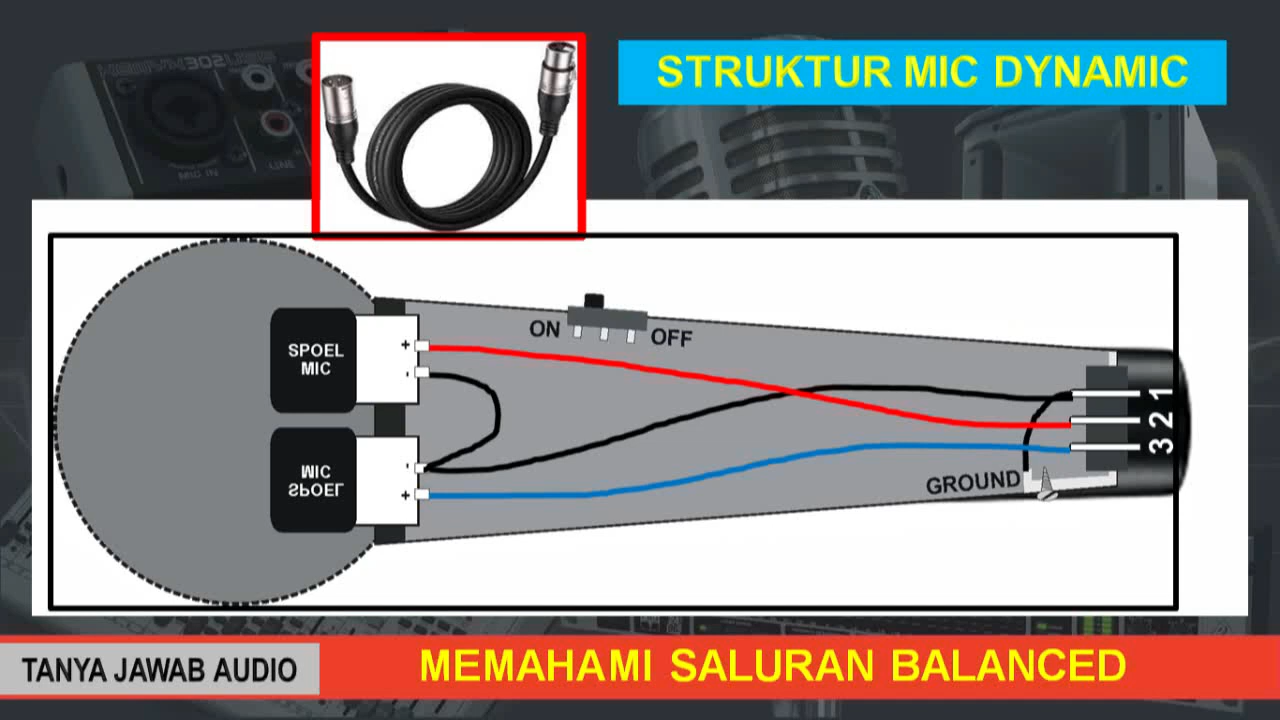 STRUKTUR MIC DYNAMIC
ON
OFF
SPOEL
MIC
+
-
MIC
SPOEL
-
+
1
2
3
GROUND
TANYA JAWAB AUDIO
MEMAHAMI SALURAN BALANCED